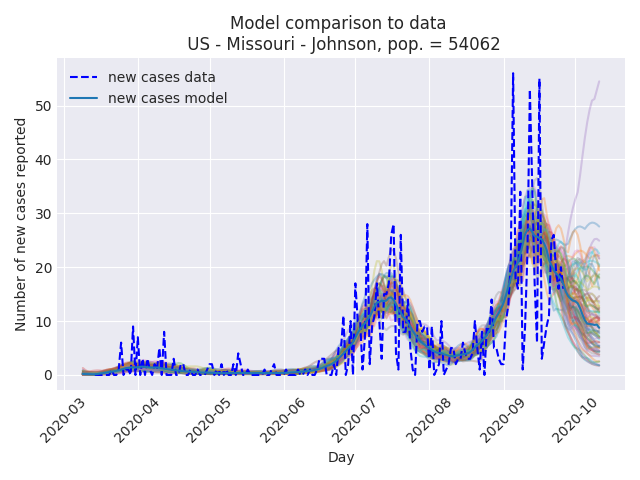 Model comparison to data
US - Missouri - Johnson, pop. = 54062
new cases data
new cases model
Number of new cases reported
50
40
30
20
10
0
2020-03
2020-04
2020-05
2020-06
2020-07
2020-08
2020-09
2020-10
Day